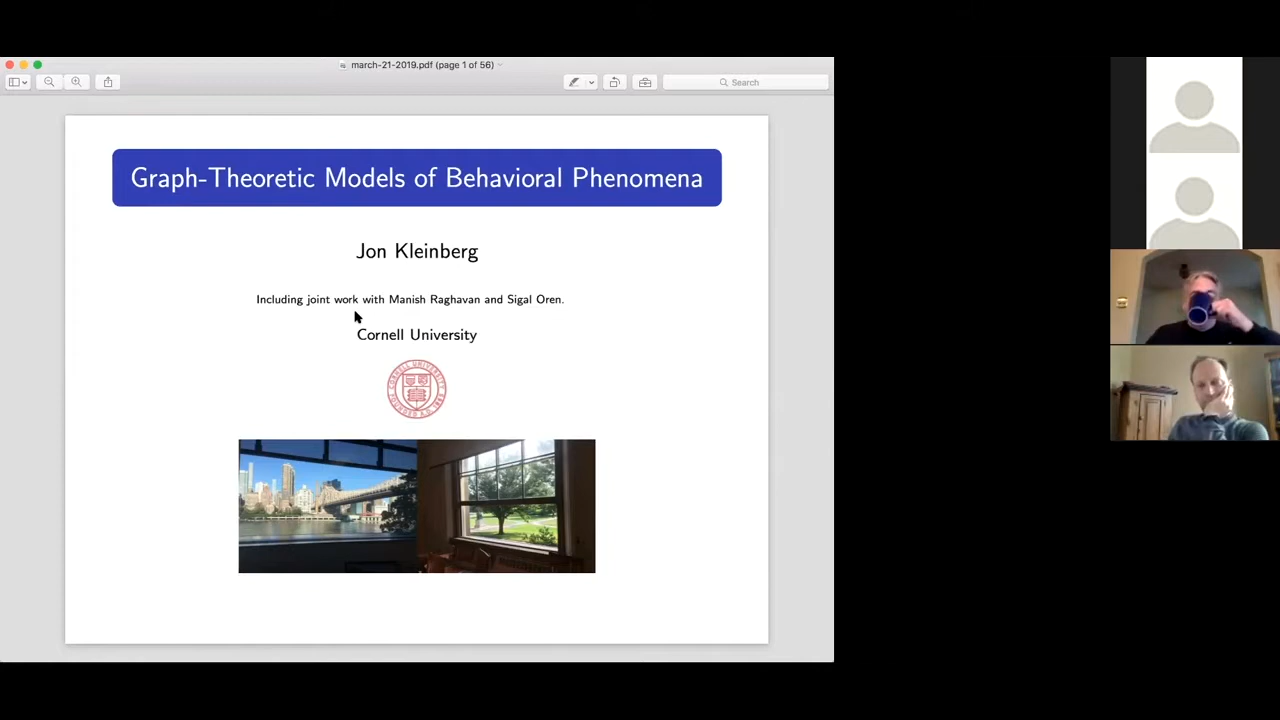 march-21-2019.pdf (page 1 of 56)
Search
Graph-Theoretic Models of Behavioral Phenomena
Jon Kleinberg
Including joint work with Manish Raghavan and Sigal Oren.
Cornell University